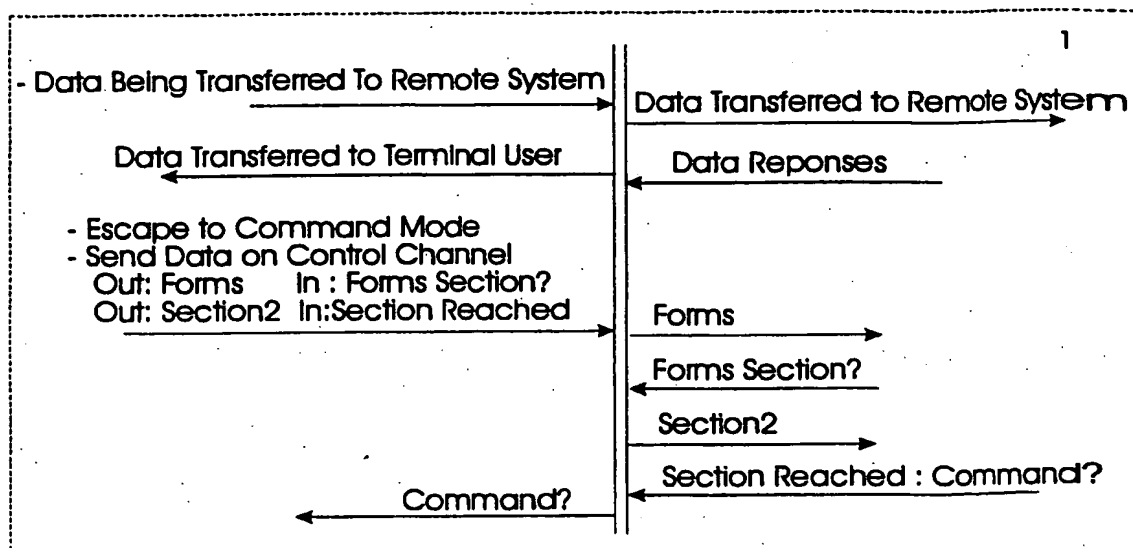 1
- Data Being Transferred To Remote System
Data Transferred to Remote System
Data Transferred to Terminal User
Data Reponses
- Escape to Command Mode
- Send Data on Control Channel
Out: Forms In : Forms Section?
Out: Section2 In:Section Reached
Forms
Forms Section?
Section2
Section Reached : Command?
Command?